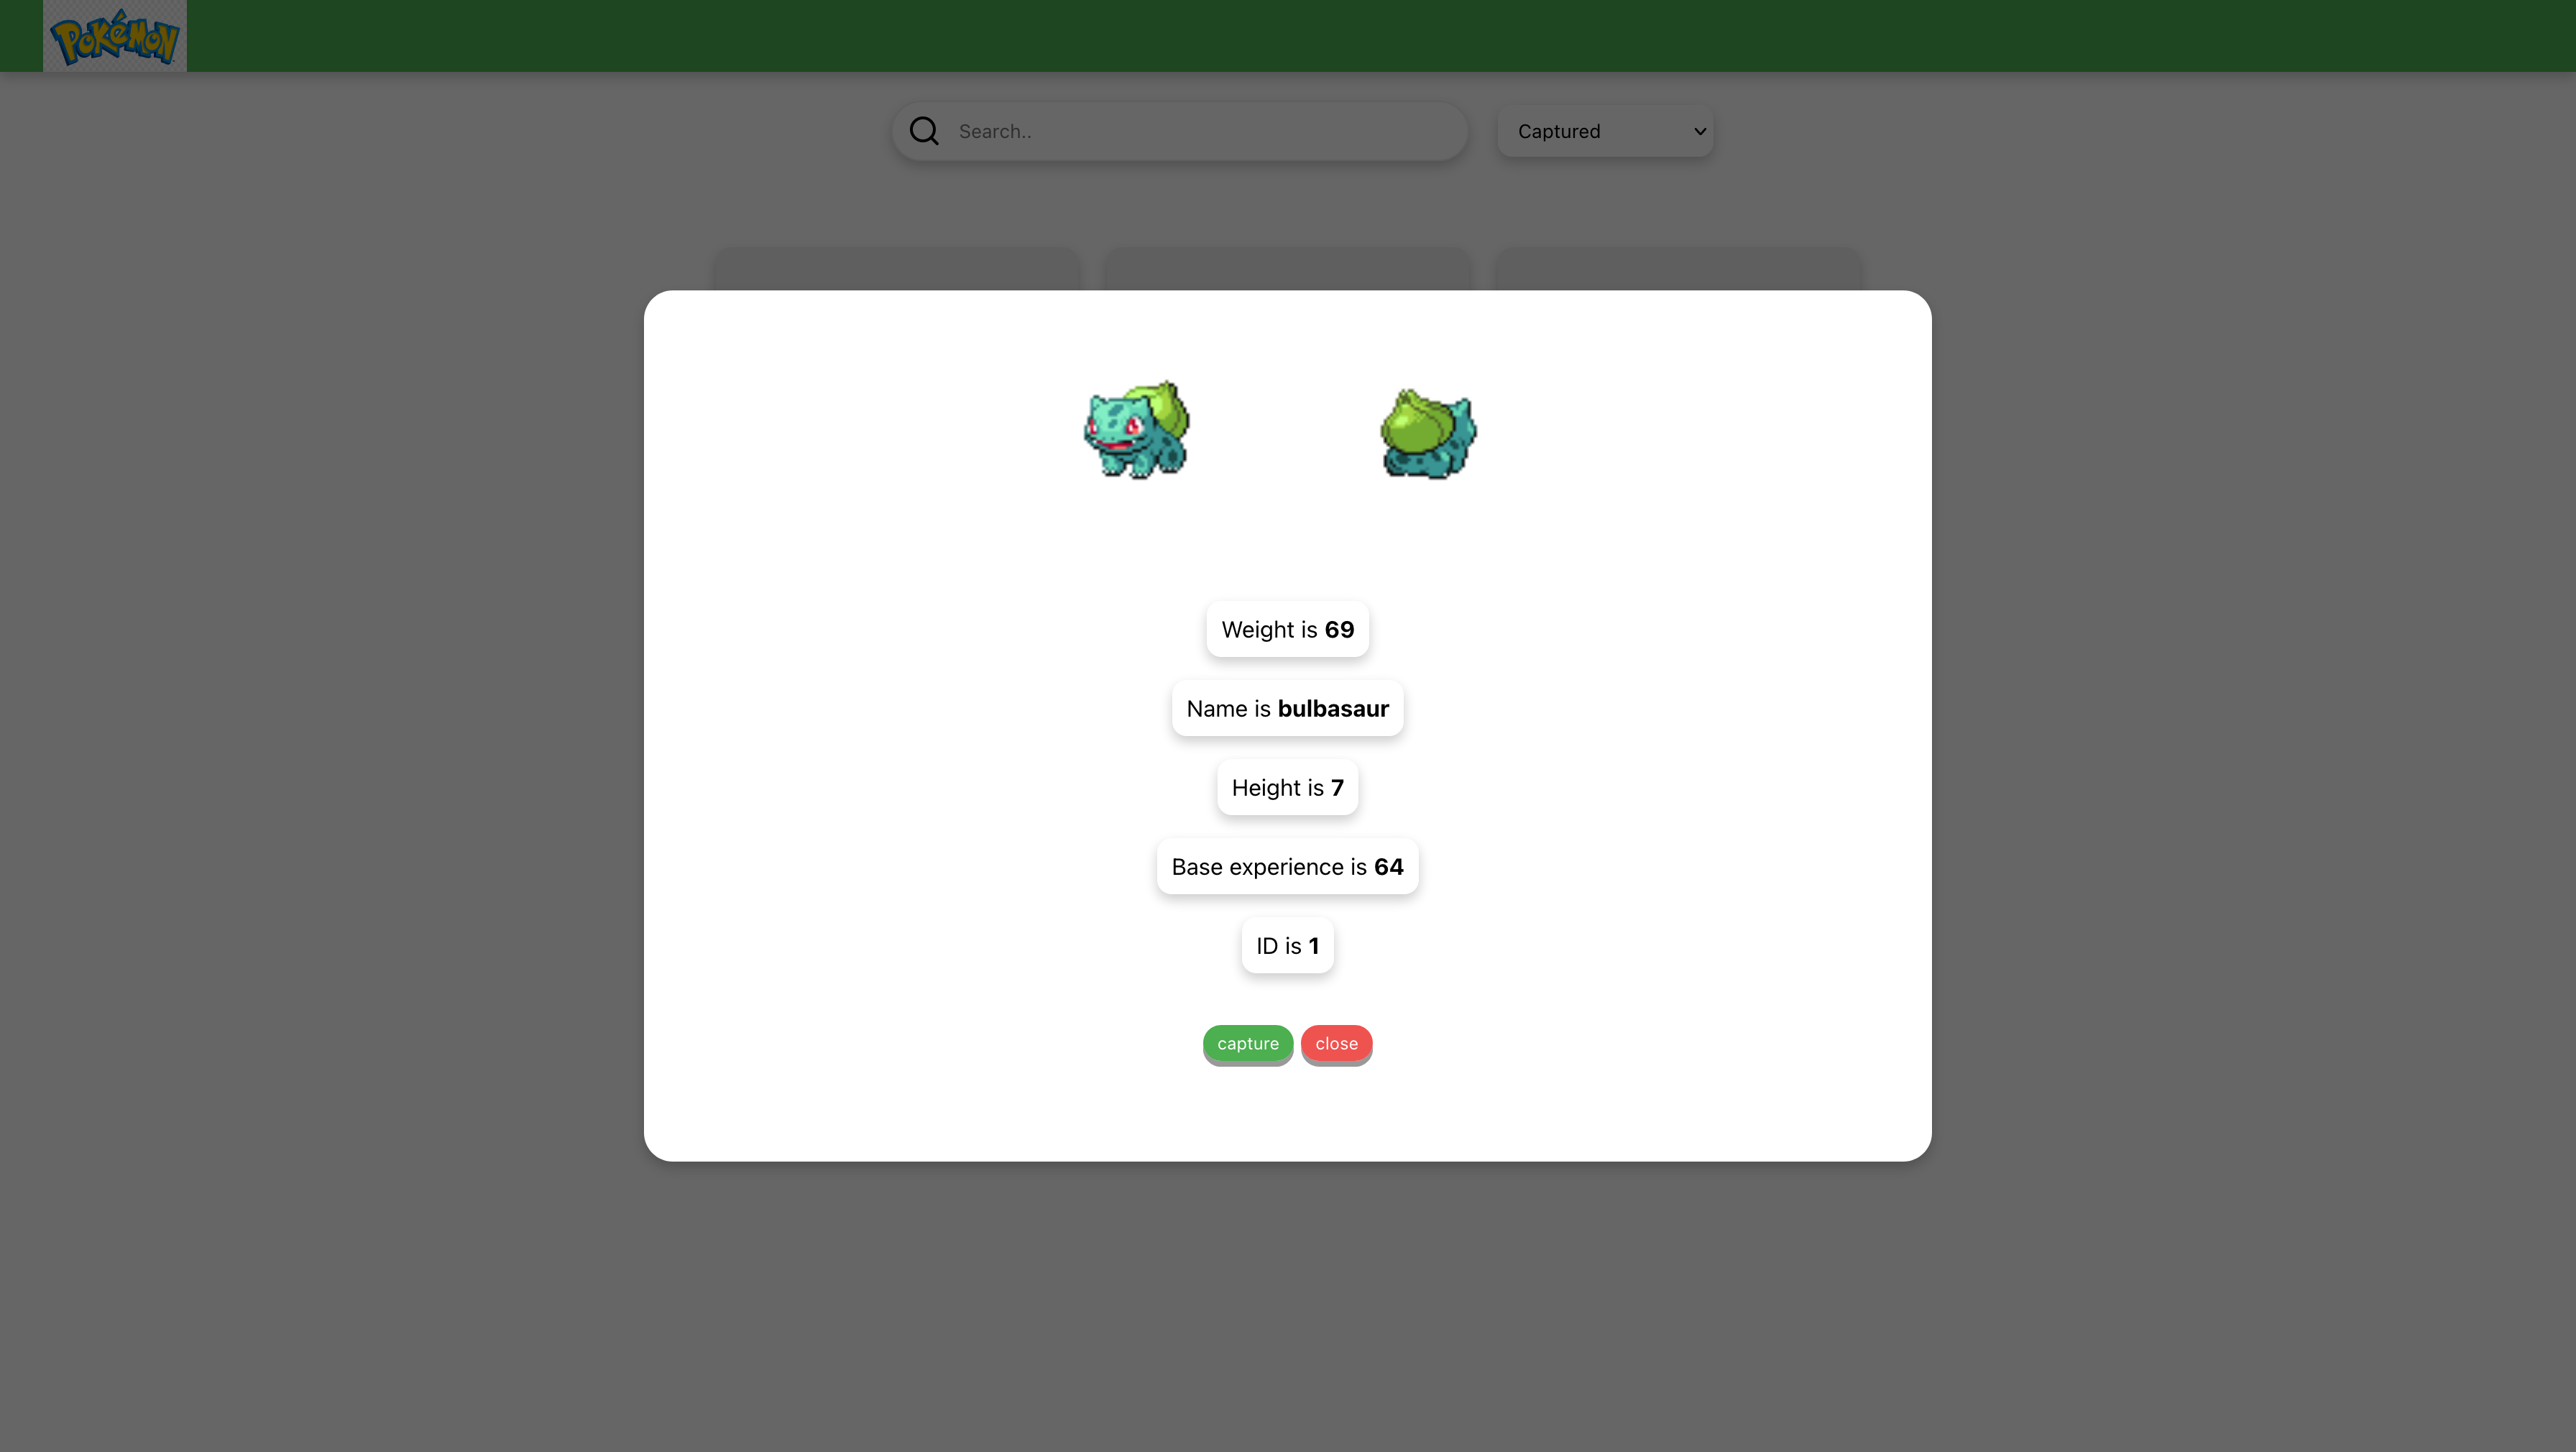 Pokémon
Search..
Captured
Weight is 69
Name is bulbasaur
Height is 7
Base experience is 64
ID is 1
capture
close